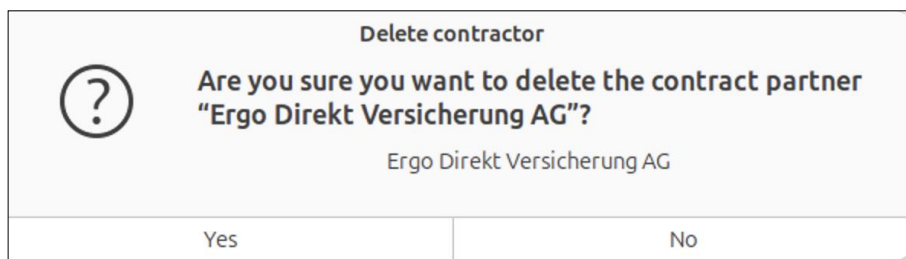 Delete contractor
Are you sure you want to delete the contract partner
“Ergo Direkt Versicherung AG”?
Ergo Direkt Versicherung AG
Yes
No